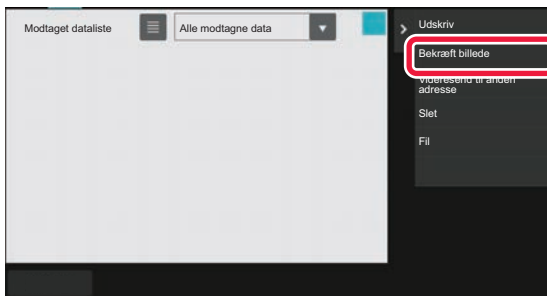 Modtaget dataliste
Alle modtagne data
Udskriv
Bekræft billede
Videresend til anden
adresse
Slet
Fil